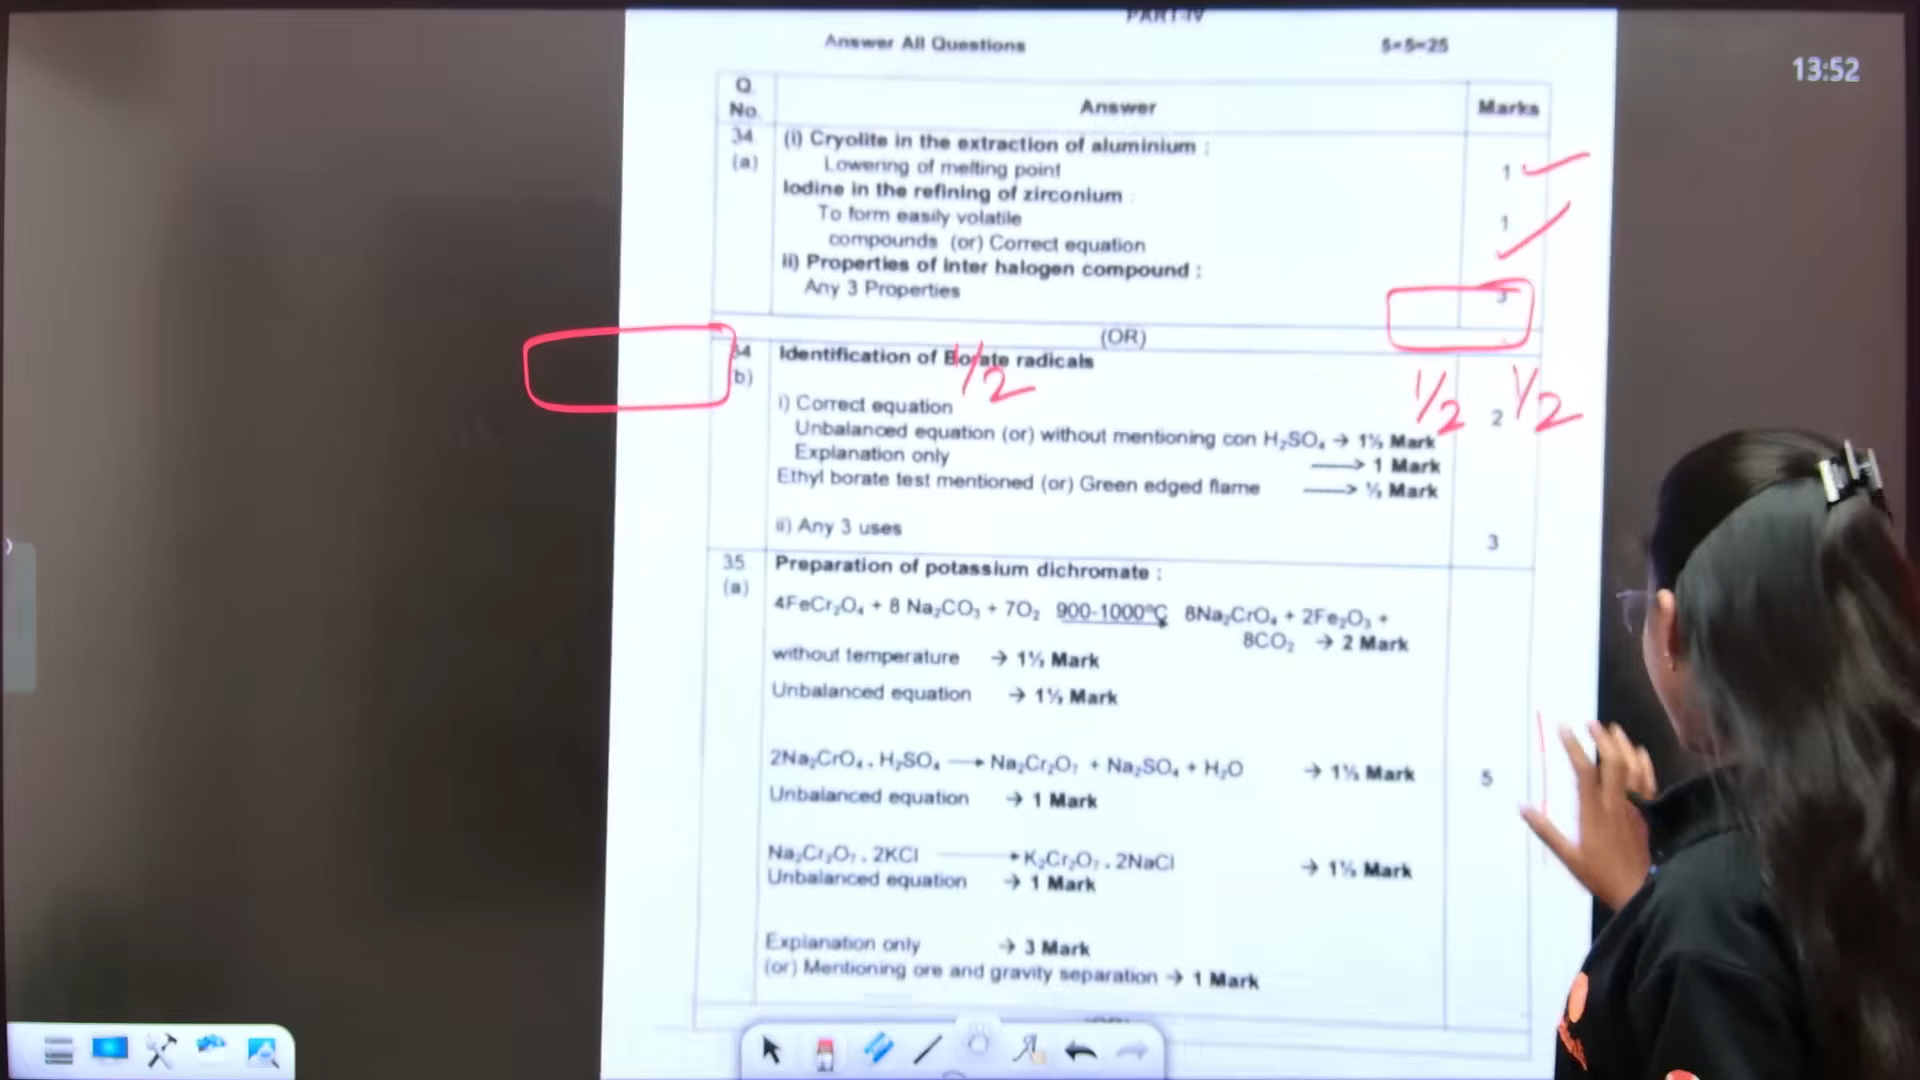 PART-IV
Answer All Questions 5×5=25
13:52
Q. No. Answer Marks
34 (a) (i) Cryolite in the extraction of aluminium :
Lowering of melting point 1
Iodine in the refining of zirconium :
To form easily volatile 1
compounds (or) Correct equation
ii) Properties of inter halogen compound :
Any 3 Properties 3
(OR)
34 b) Identification of Borate radicals
1/2 1/2 1/2
i) Correct equation 2
Unbalanced equation (or) without mentioning con H₂SO₄ → 1½ Mark
Explanation only → 1 Mark
Ethyl borate test mentioned (or) Green edged flame → ½ Mark
ii) Any 3 uses 3
35 (a) Preparation of potassium dichromate :
4FeCr₂O₄ + 8 Na₂CO₃ + 7O₂ 900-1000°C 8Na₂CrO₄ + 2Fe₂O₃ +
8CO₂ → 2 Mark
without temperature → 1½ Mark
Unbalanced equation → 1½ Mark
2Na₂CrO₄ + H₂SO₄ → Na₂Cr₂O₇ + Na₂SO₄ + H₂O → 1½ Mark
5
Unbalanced equation → 1 Mark
Na₂Cr₂O₇ + 2KCl → K₂Cr₂O₇ + 2NaCl → 1½ Mark
Unbalanced equation → 1 Mark
Explanation only → 3 Mark
(or) Mentioning ore and gravity separation → 1 Mark